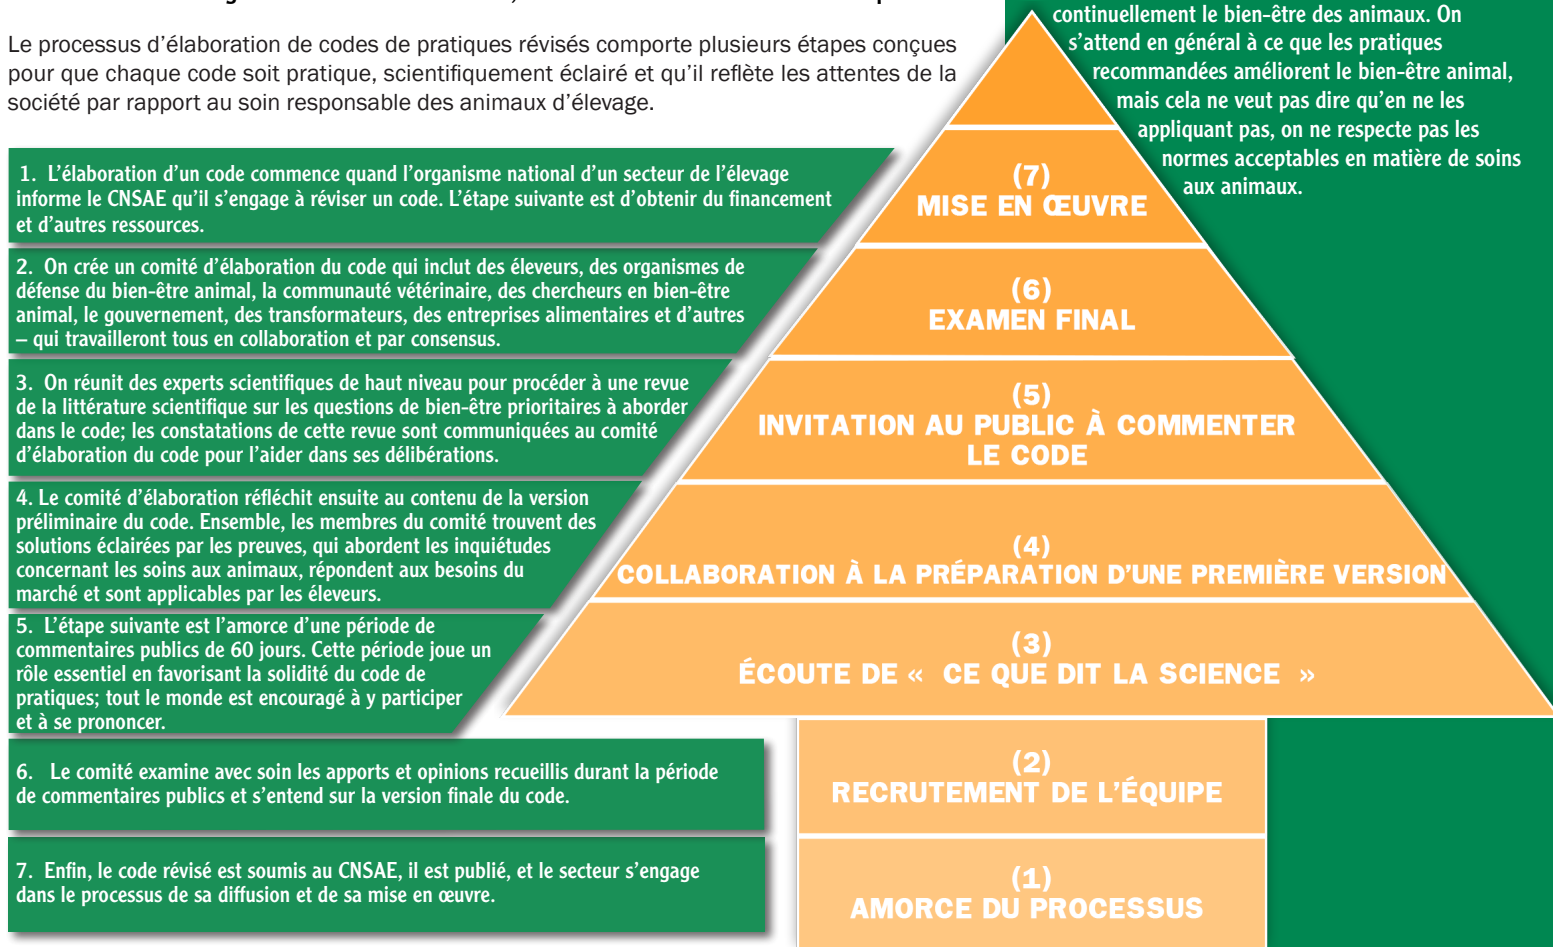 Le processus d’élaboration de codes de pratiques révisés comporte plusieurs étapes conçues
pour que chaque code soit pratique, scientifiquement éclairé et qu’il reflète les attentes de la
société par rapport au soin responsable des animaux d’élevage.
1. L’élaboration d’un code commence quand l’organisme national d’un secteur de l’élevage
informe le CNSAE qu’il s’engage à réviser un code. L’étape suivante est d’obtenir du financement
et d’autres ressources.
2. On crée un comité d’élaboration du code qui inclut des éleveurs, des organismes de
défense du bien-être animal, la communauté vétérinaire, des chercheurs en bien-être
animal, le gouvernement, des transformateurs, des entreprises alimentaires et d’autres
– qui travailleront tous en collaboration et par consensus.
3. On réunit des experts scientifiques de haut niveau pour procéder à une revue
de la littérature scientifique sur les questions de bien-être prioritaires à aborder
dans le code; les constatations de cette revue sont communiquées au comité
d’élaboration du code pour l’aider dans ses délibérations.
4. Le comité d’élaboration réfléchit ensuite au contenu de la version
préliminaire du code. Ensemble, les membres du comité trouvent des
solutions éclairées par les preuves, qui abordent les inquiétudes
concernant les soins aux animaux, répondent aux besoins du
marché et sont applicables par les éleveurs.
5. L’étape suivante est l’amorce d’une période de
commentaires publics de 60 jours. Cette période joue un
rôle essentiel en favorisant la solidité du code de
pratiques; tout le monde est encouragé à y participer
et à se prononcer.
6. Le comité examine avec soin les apports et opinions recueillis durant la période
de commentaires publics et s’entend sur la version finale du code.
7. Enfin, le code révisé est soumis au CNSAE, il est publié, et le secteur s’engage
dans le processus de sa diffusion et de sa mise en œuvre.
continuellement le bien-être des animaux. On
s’attend en général à ce que les pratiques
recommandées améliorent le bien-être animal,
mais cela ne veut pas dire qu’en ne les
appliquant pas, on ne respecte pas les
normes acceptables en matière de soins
aux animaux.
(7)
MISE EN ŒUVRE
(6)
EXAMEN FINAL
(5)
INVITATION AU PUBLIC À COMMENTER
LE CODE
(4)
COLLABORATION À LA PRÉPARATION D’UNE PREMIÈRE VERSION
(3)
ÉCOUTE DE « CE QUE DIT LA SCIENCE »
(2)
RECRUTEMENT DE L’ÉQUIPE
(1)
AMORCE DU PROCESSUS